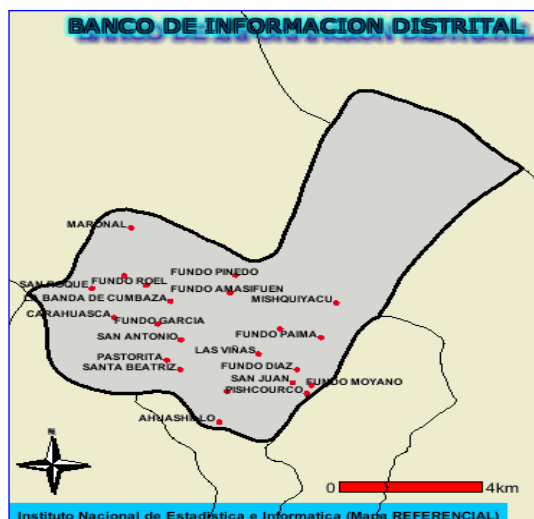 BANCO DE INFORMACION DISTRITAL
MARONAL
FUNDO PINEDO
SAN ROQUE
FUNDO ROEL
FUNDO AMASIFUEN
LA BANDA DE CUMBAZA
MISHQUIYACU
CARAHUASCA
FUNDO GARCIA
SAN ANTONIO
FUNDO PAIMA
LAS VIÑAS
PASTORITA
SANTA BEATRIZ
FUNDO DIAZ
SAN JUAN
FUNDO MOYANO
PISHCOURCO
AHUASHILLO
N
0 4km
Instituto Nacional de Estadística e Informatica (Mapa REFERENCIAL)